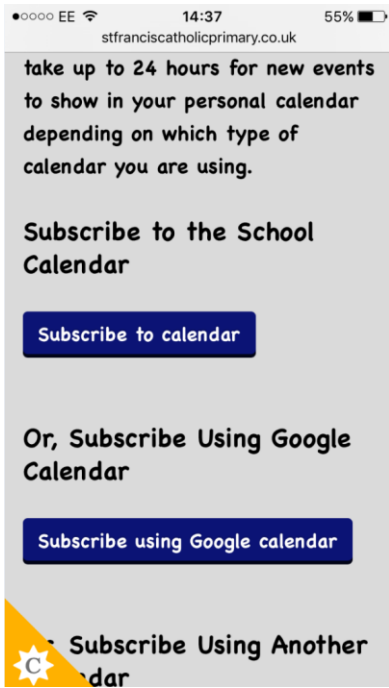 EE 14:37 55%
stfranciscatholicprimary.co.uk
take up to 24 hours for new events
to show in your personal calendar
depending on which type of
calendar you are using.
Subscribe to the School
Calendar
Subscribe to calendar
Or, Subscribe Using Google
Calendar
Subscribe using Google calendar
Subscribe Using Another
C